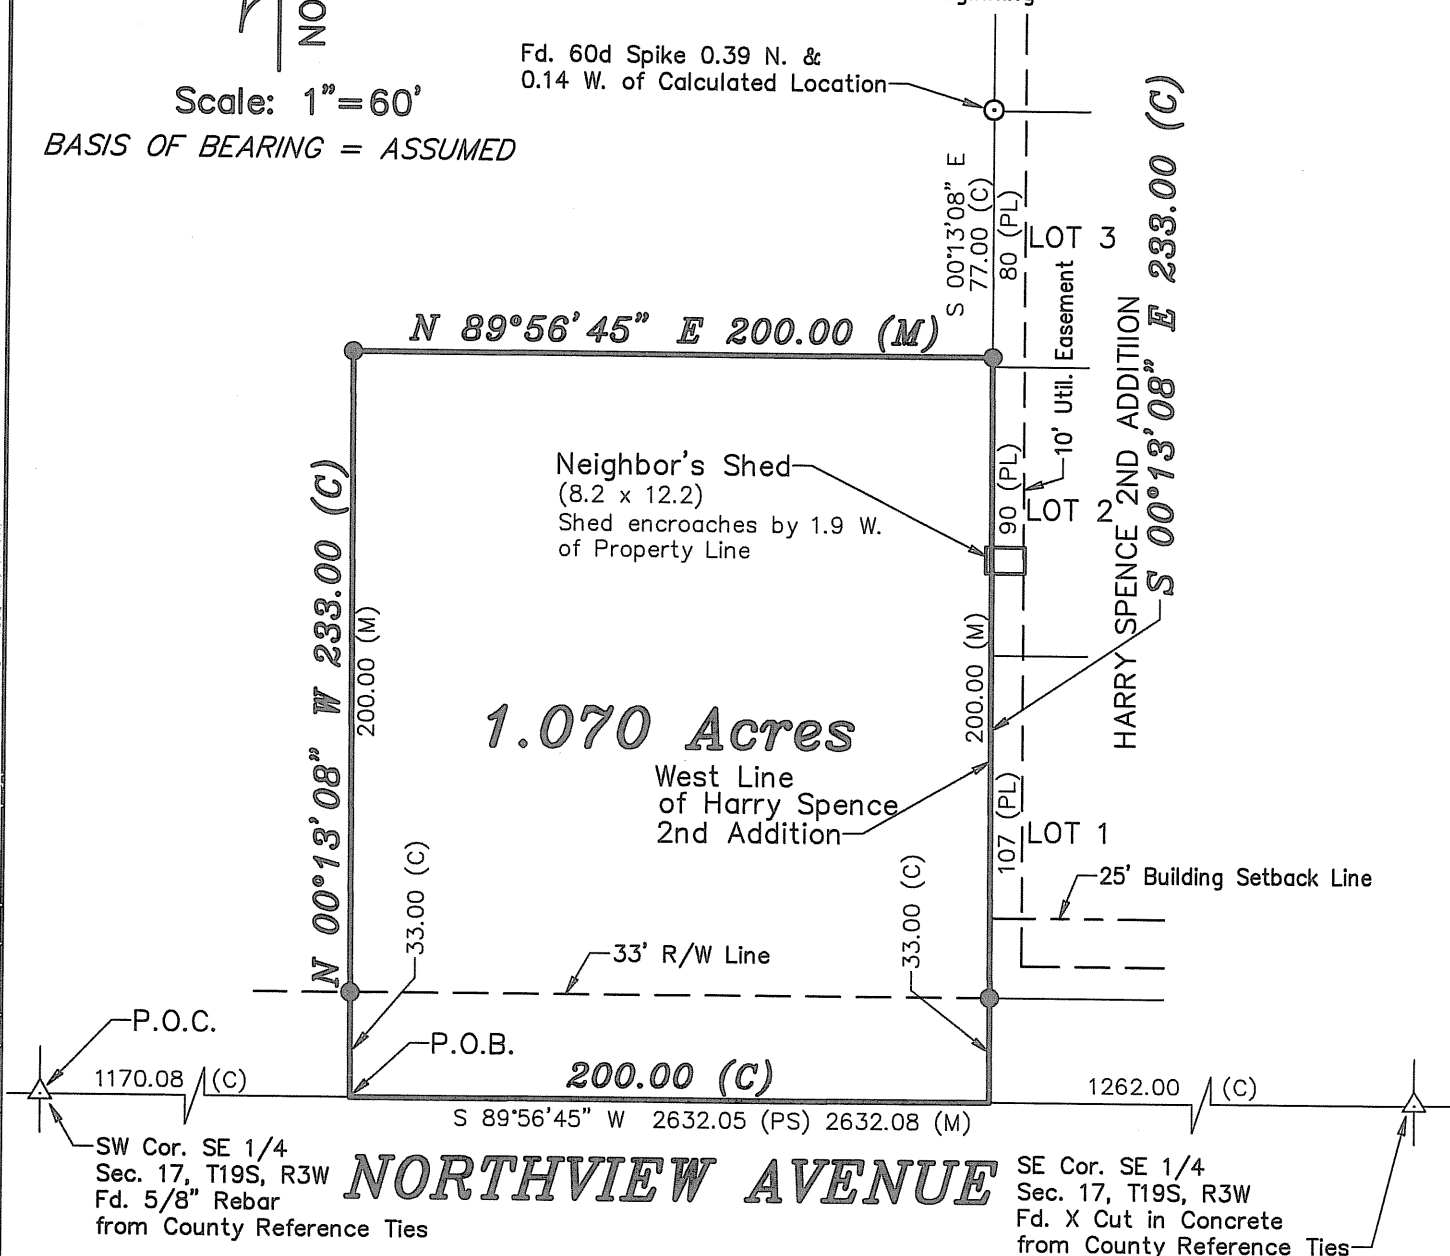 NO
Fd. 60d Spike 0.39 N. &
0.14 W. of Calculated Location
Scale: 1"=60'
BASIS OF BEARING = ASSUMED
S 00°13'08" E
77.00 (C)
80 (PL)
LOT 3
10' Util. Easement
HARRY SPENCE 2ND ADDITIION
S 00°13'08" E 233.00 (C)
N 89°56'45" E 200.00 (M)
Neighbor's Shed
(8.2 x 12.2)
Shed encroaches by 1.9 W.
of Property Line
90 (PL)
LOT 2
N 00°13'08" W 233.00 (C)
200.00 (M)
200.00 (M)
1.070 Acres
West Line
of Harry Spence
2nd Addition
107 (PL)
LOT 1
25' Building Setback Line
33.00 (C)
33.00 (C)
33' R/W Line
P.O.C.
P.O.B.
1170.08 (C)
200.00 (C)
1262.00 (C)
S 89°56'45" W 2632.05 (PS) 2632.08 (M)
SW Cor. SE 1/4
Sec. 17, T19S, R3W
Fd. 5/8" Rebar
from County Reference Ties
NORTHVIEW AVENUE
SE Cor. SE 1/4
Sec. 17, T19S, R3W
Fd. X Cut in Concrete
from County Reference Ties